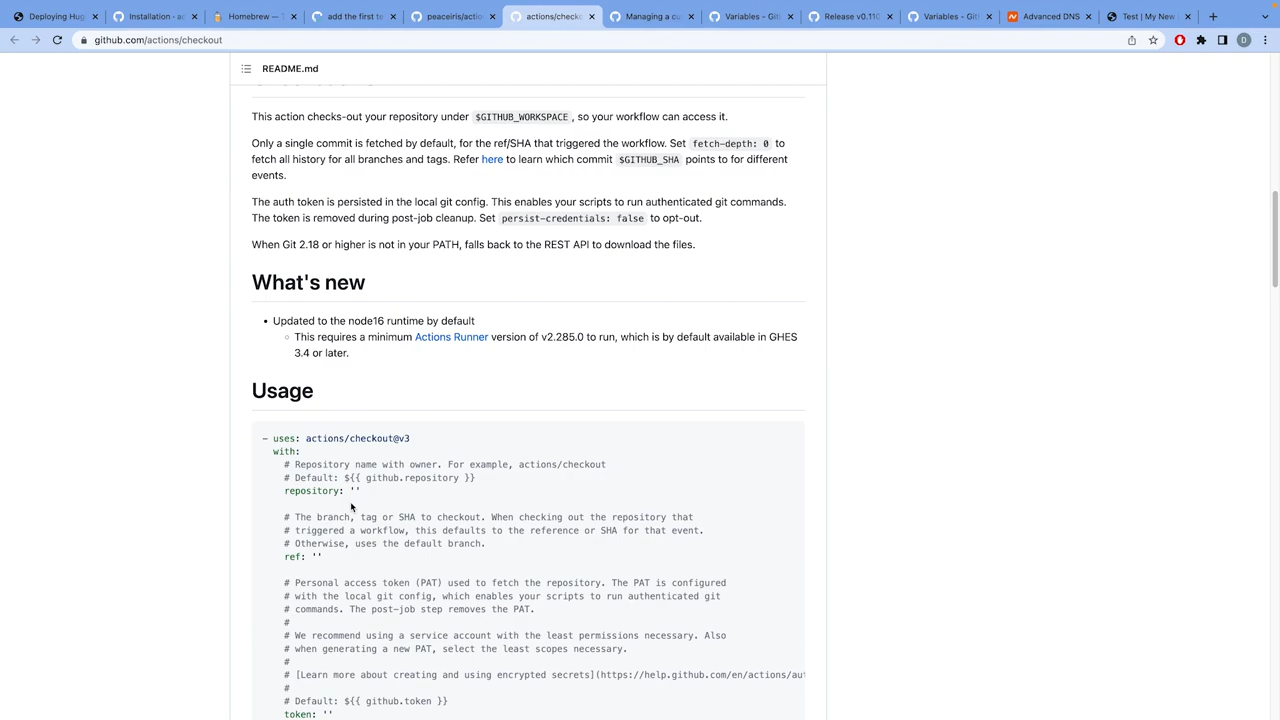 Deploying Hug
Installation · ac
Homebrew — T
add the first te
peaceiris/action
actions/checko
Managing a cu
Variables - Gith
Release v0.110
Variables - Gith
Advanced DNS
Test | My New
github.com/actions/checkout
D
README.md
This action checks-out your repository under $GITHUB_WORKSPACE , so your workflow can access it.
Only a single commit is fetched by default, for the ref/SHA that triggered the workflow. Set fetch-depth: 0 to
fetch all history for all branches and tags. Refer here to learn which commit $GITHUB_SHA points to for different
events.
The auth token is persisted in the local git config. This enables your scripts to run authenticated git commands.
The token is removed during post-job cleanup. Set persist-credentials: false to opt-out.
When Git 2.18 or higher is not in your PATH, falls back to the REST API to download the files.
What's new
• Updated to the node16 runtime by default
◦ This requires a minimum Actions Runner version of v2.285.0 to run, which is by default available in GHES
3.4 or later.
Usage
- uses: actions/checkout@v3
with:
# Repository name with owner. For example, actions/checkout
# Default: ${{ github.repository }}
repository: ''
# The branch, tag or SHA to checkout. When checking out the repository that
# triggered a workflow, this defaults to the reference or SHA for that event.
# Otherwise, uses the default branch.
ref: ''
# Personal access token (PAT) used to fetch the repository. The PAT is configured
# with the local git config, which enables your scripts to run authenticated git
# commands. The post-job step removes the PAT.
#
# We recommend using a service account with the least permissions necessary. Also
# when generating a new PAT, select the least scopes necessary.
#
# [Learn more about creating and using encrypted secrets](https://help.github.com/en/actions/aut
#
# Default: ${{ github.token }}
token: ''